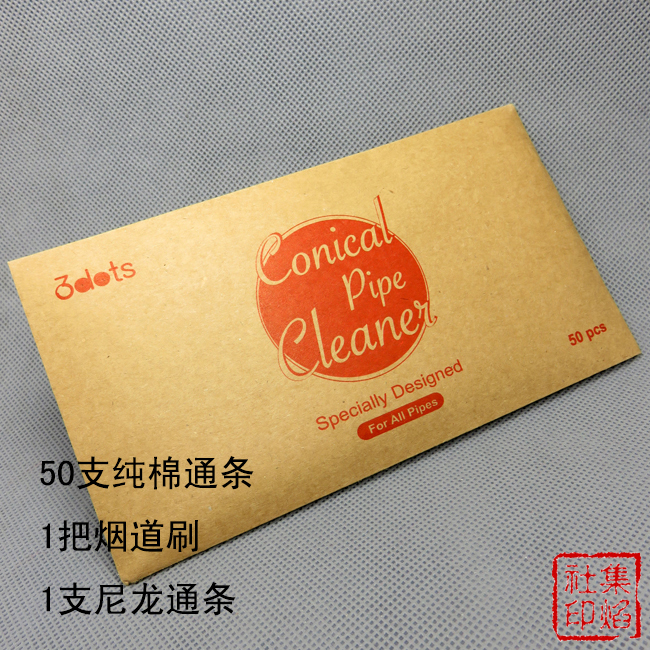 3dots
Conical
Pipe
Cleaner
Specially Designed
For All Pipes
50 pcs
50支纯棉通条
1把烟道刷
1支尼龙通条
集焰
社印